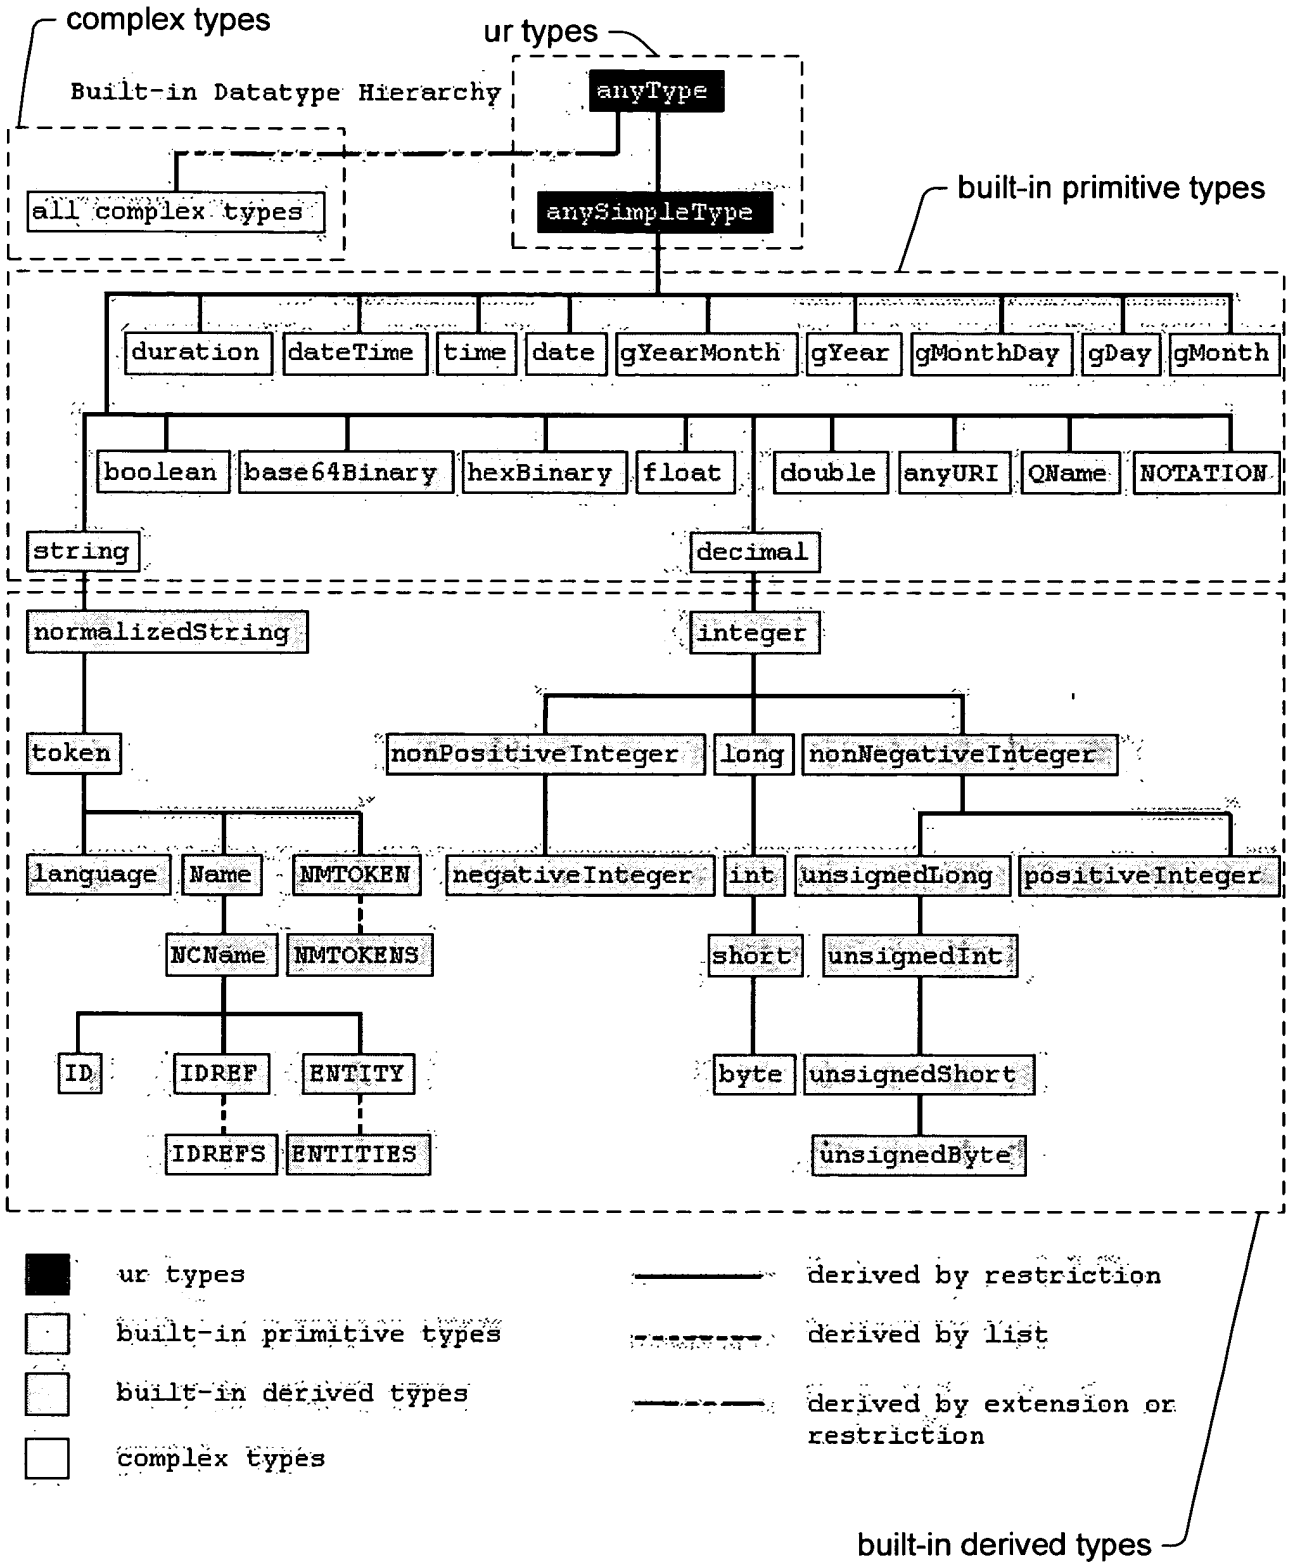 complex types
ur types
Built-in Datatype Hierarchy
anyType
all complex types
anySimpleType
built-in primitive types
duration dateTime time date gYearMonth gYear gMonthDay gDay gMonth
boolean base64Binary hexBinary float double anyURI QName NOTATION
string decimal
normalizedString integer
token nonPositiveInteger long nonNegativeInteger
language Name NMTOKEN negativeInteger int unsignedLong positiveInteger
NCName NMTOKENS short unsignedInt
ID IDREF ENTITY byte unsignedShort
IDREFS ENTITIES unsignedByte
ur types
built-in primitive types
built-in derived types
complex types
derived by restriction
derived by list
derived by extension or
restriction
built-in derived types